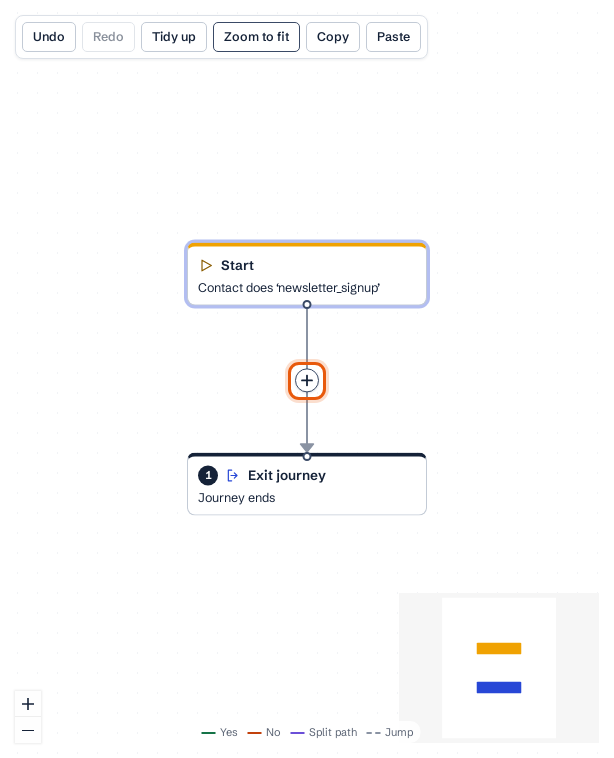 Undo Redo Tidy up Zoom to fit Copy Paste
Start
Contact does ‘newsletter_signup’
1 Exit journey
Journey ends
Yes No Split path Jump